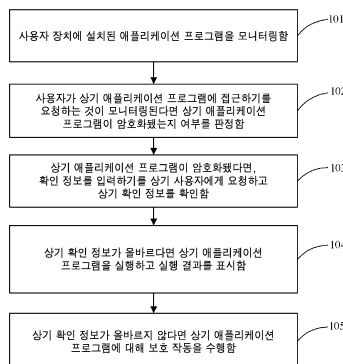 사용자 장치에 설치된 애플리케이션 프로그램을 모니터링함
101
사용자가 상기 애플리케이션 프로그램에 접근하기를
요청하는 것이 모니터링된다면 상기 애플리케이션
프로그램이 암호화됐는지 여부를 판정함
102
상기 애플리케이션 프로그램이 암호화됐다면,
확인 정보를 입력하기를 상기 사용자에게 요청하고
상기 확인 정보를 확인함
103
상기 확인 정보가 올바르다면 상기 애플리케이션
프로그램을 실행하고 실행 결과를 표시함
104
상기 확인 정보가 올바르지 않다면 상기 애플리케이션
프로그램에 대해 보호 작동을 수행함
105